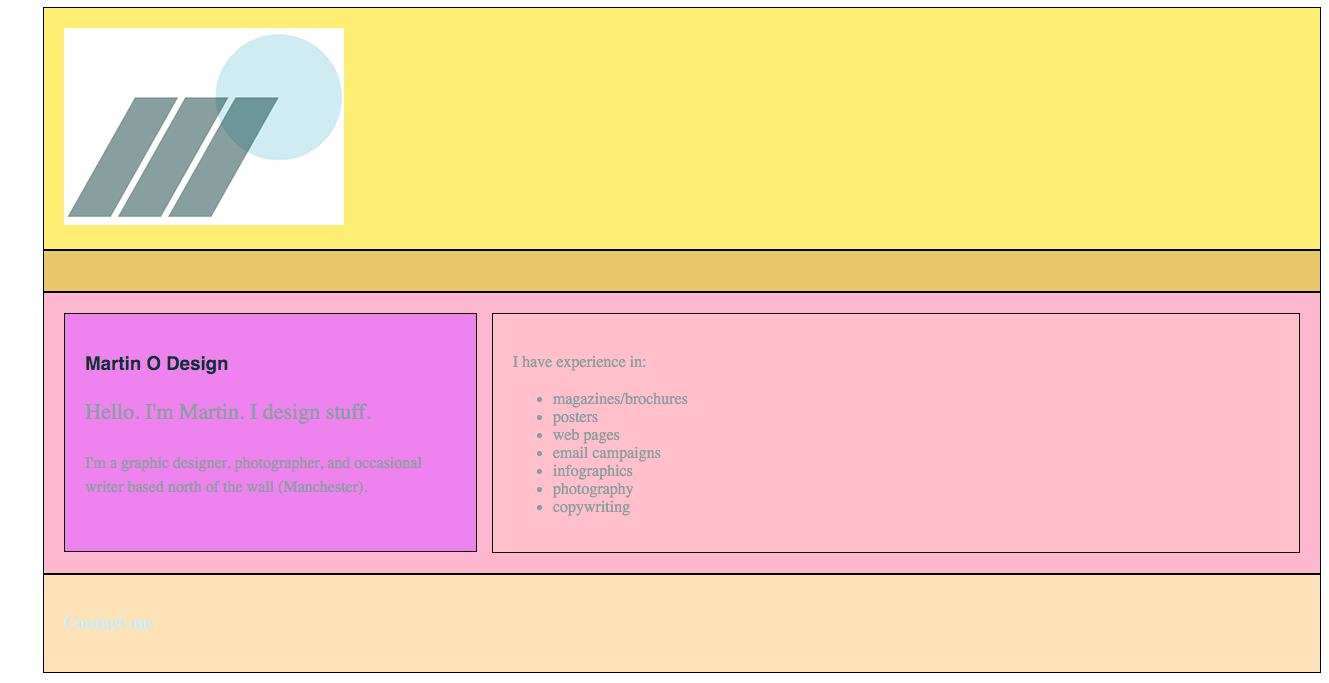 Martin O Design
Hello. I'm Martin. I design stuff.
I'm a graphic designer, photographer, and occasional
writer based north of the wall (Manchester).
I have experience in:
magazines/brochures
posters
web pages
email campaigns
infographics
photography
copywriting
Contact me